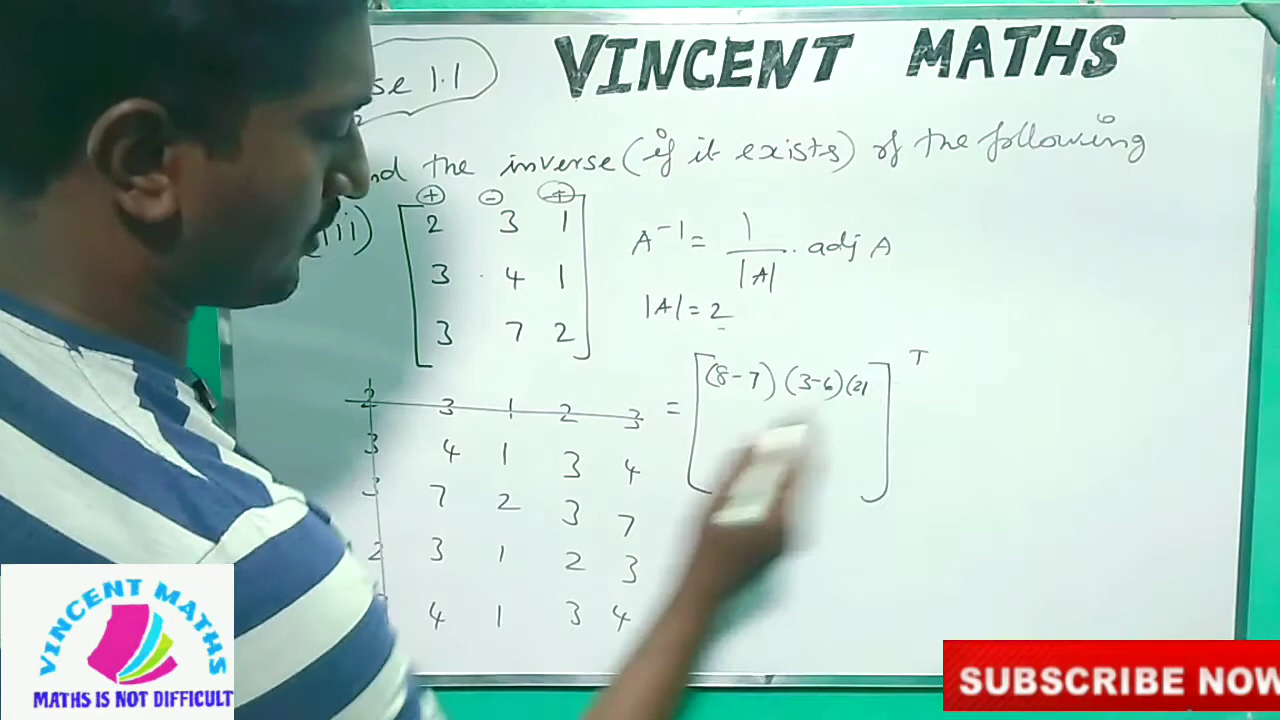 VINCENT MATHS
se 1.1
nd the inverse (if it exists) of the following
+ - +
iii)
2 3 1
3 4 1
3 7 2
A⁻¹ = 1/|A| . adj A
|A| = 2
2 3 1 2 3
3 4 1 3 4
3 7 2 3 7
2 3 1 2 3
4 1 3 4
= [(8-7) (3-6) (21 ]ᵀ
VINCENT MATHS
MATHS IS NOT DIFFICULT
SUBSCRIBE NOW